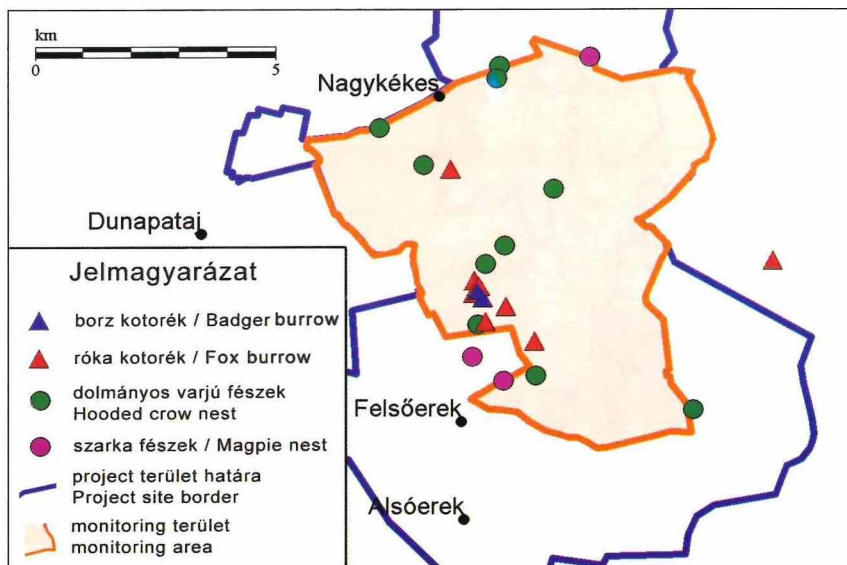 km
0 5
Nagykékes
Dunapataj
Jelmagyarázat
borz kotorék / Badger burrow
róka kotorék / Fox burrow
dolmányos varjú fészek
Hooded crow nest
szarka fészek / Magpie nest
project terület határa
Project site border
monitoring terület
monitoring area
Felsőerek
Alsóerek